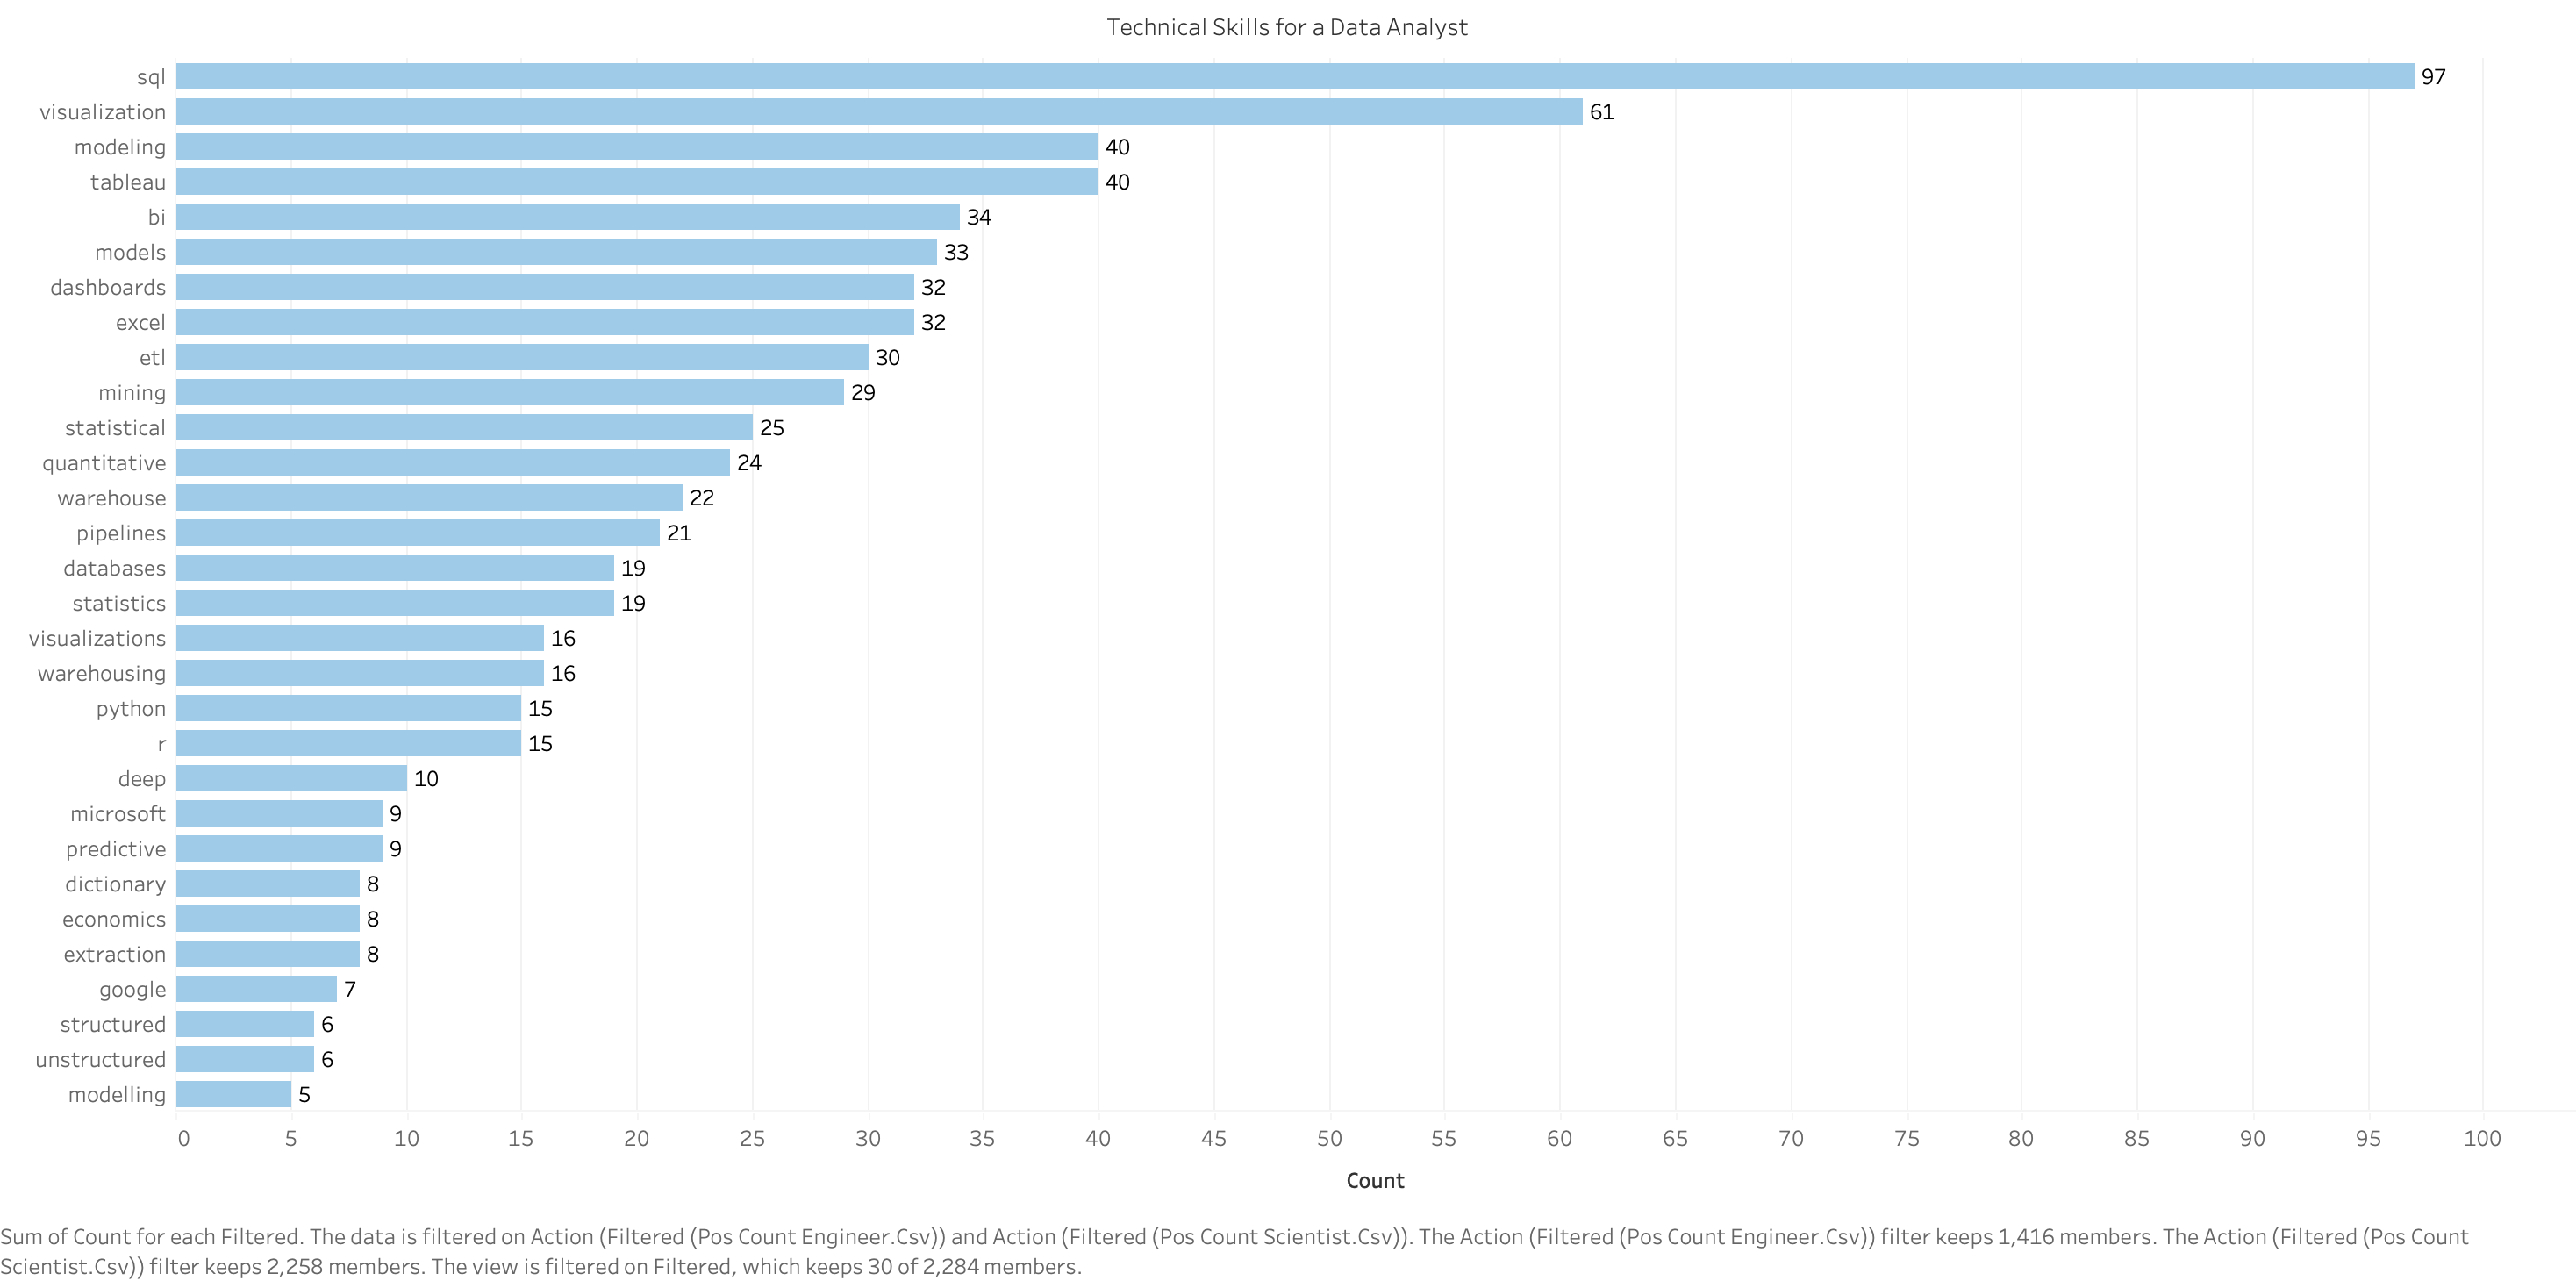 Technical Skills for a Data Analyst
sql 97
visualization 61
modeling 40
tableau 40
bi 34
models 33
dashboards 32
excel 32
etl 30
mining 29
statistical 25
quantitative 24
warehouse 22
pipelines 21
databases 19
statistics 19
visualizations 16
warehousing 16
python 15
r 15
deep 10
microsoft 9
predictive 9
dictionary 8
economics 8
extraction 8
google 7
structured 6
unstructured 6
modelling 5
0 5 10 15 20 25 30 35 40 45 50 55 60 65 70 75 80 85 90 95 100
Count
Sum of Count for each Filtered. The data is filtered on Action (Filtered (Pos Count Engineer.Csv)) and Action (Filtered (Pos Count Scientist.Csv)). The Action (Filtered (Pos Count Engineer.Csv)) filter keeps 1,416 members. The Action (Filtered (Pos Count
Scientist.Csv)) filter keeps 2,258 members. The view is filtered on Filtered, which keeps 30 of 2,284 members.